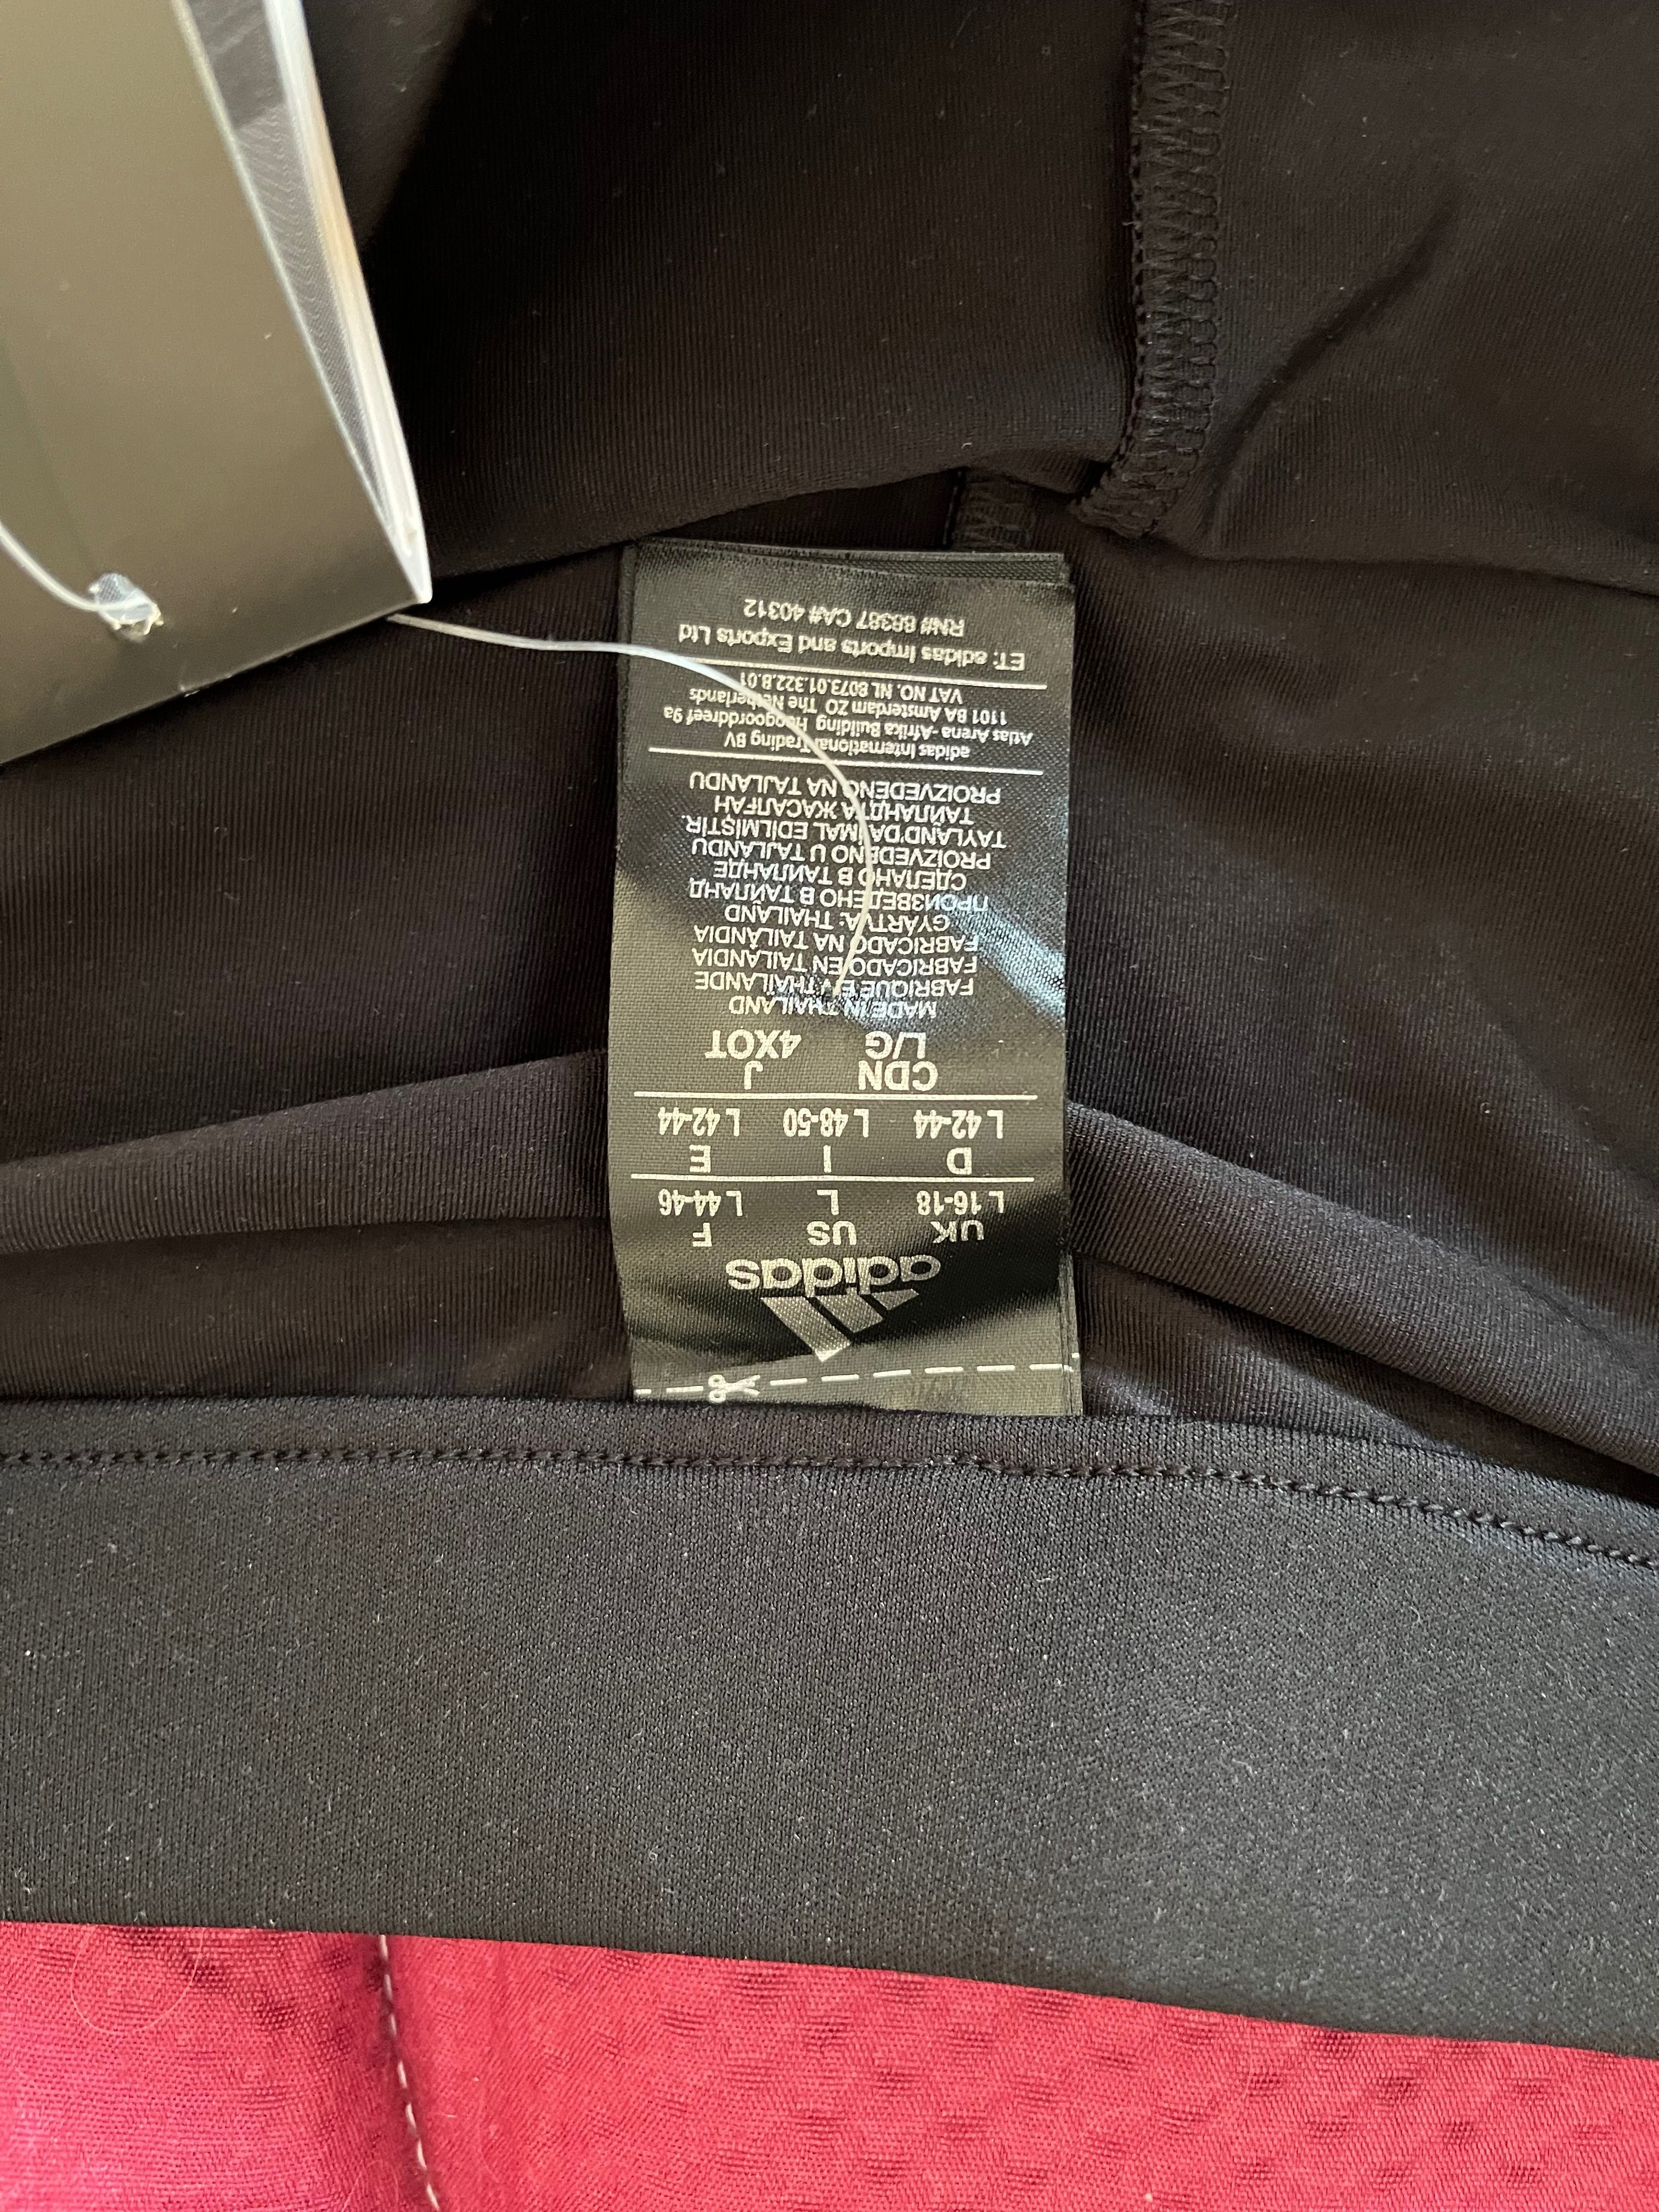 adidas
UK US F
L 16-18 L L 44-46
D I E
L 42-44 L 48-50 L 42-44
CDN J
L/G 4XOT
MADE IN THAILAND
FABRIQUE EN THAILANDE
FABRICADO EN TAILANDIA
FABRICADO NA TAILÂNDIA
GYÁRTVA: THAILAND
ПРОИЗВЕДЕНО В ТАЙЛАНД
СДЕЛАНО В ТАИЛАНДЕ
PROIZVEDENO U TAJLANDU
TAYLAND'DA İMAL EDİLMİŞTİR.
ТАЙЛАНДТА ЖАСАЛҒАН
PROIZVEDENO NA TAJLANDU
adidas International Trading BV
Atlas Arena -Afrika Building Hoogoorddreef 9a
1101 BA Amsterdam ZO The Netherlands
VAT NO. NL 8073.01.322.B.01
ET: adidas Imports and Exports Ltd
RN# 88387 CA# 40312